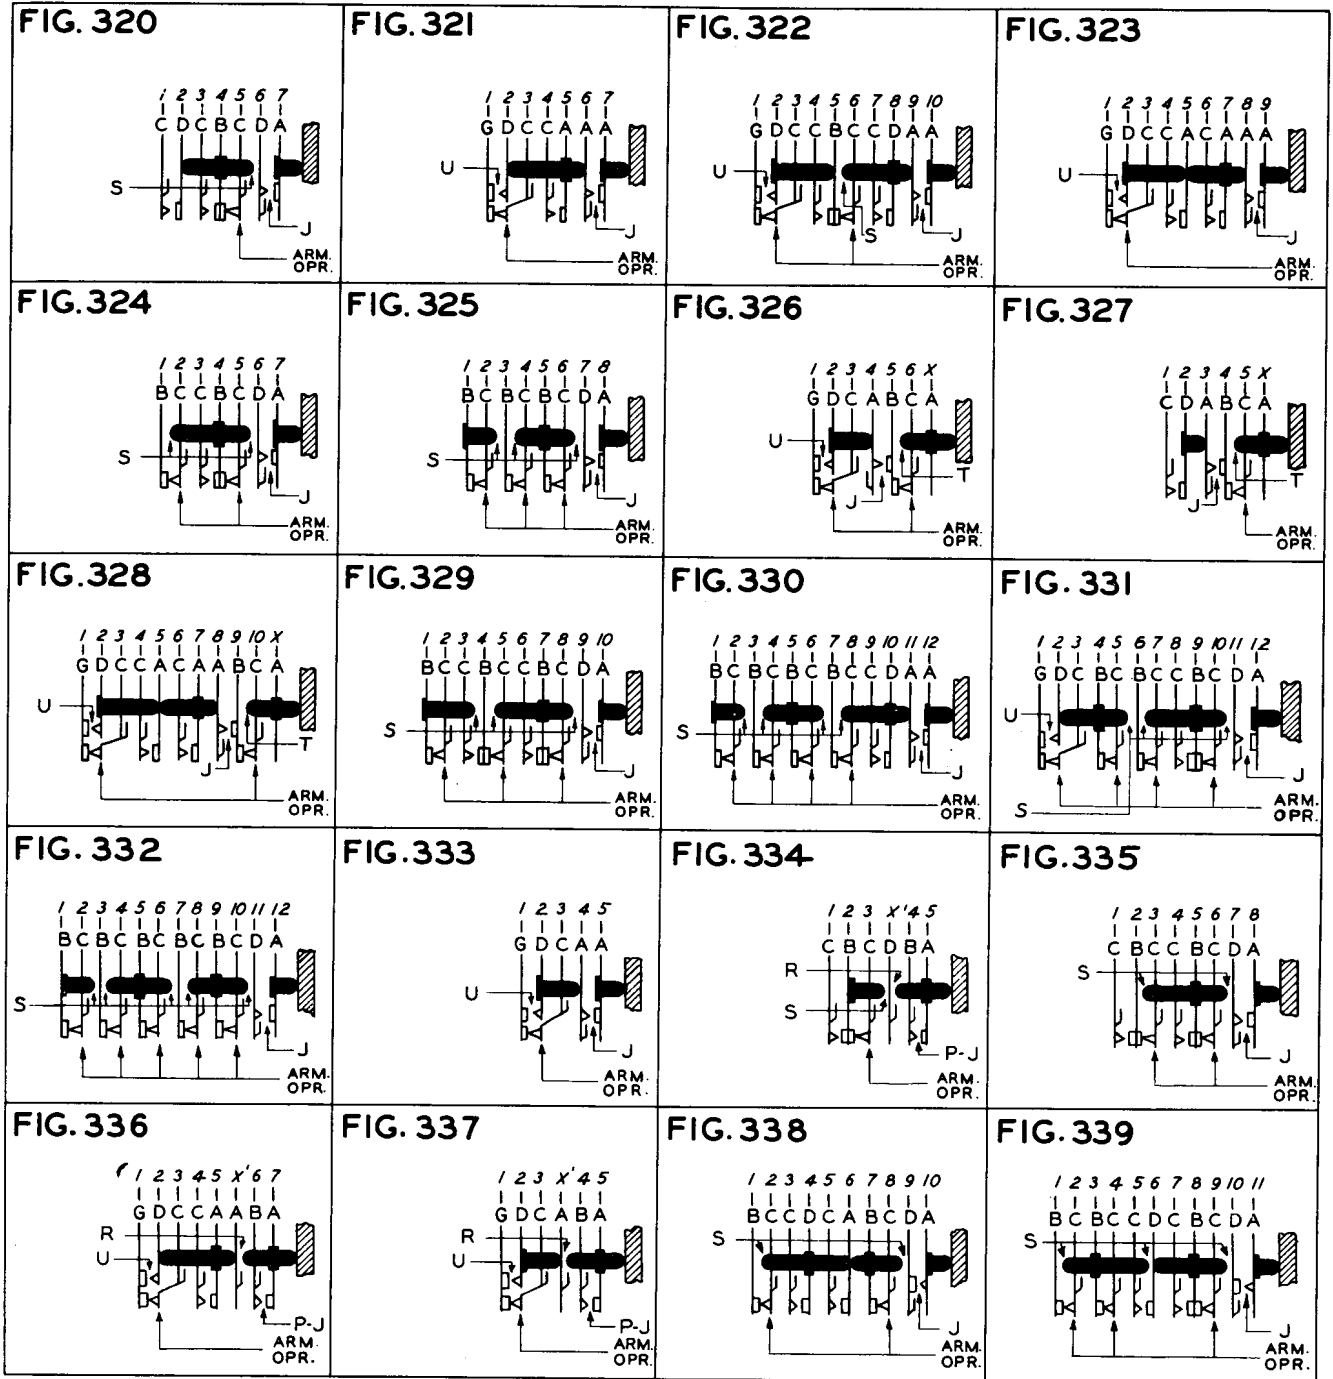 FIG. 320
1 2 3 4 5 6 7
C D C B C D A
S
J
ARM.
OPR.
FIG. 321
1 2 3 4 5 6 7
G D C C A A A
U
J
ARM.
OPR.
FIG. 322
1 2 3 4 5 6 7 8 9 10
G D C C B C C D A A
U
S
J
ARM.
OPR.
FIG. 323
1 2 3 4 5 6 7 8 9
G D C C A C A A A
U
J
ARM.
OPR.
FIG. 324
1 2 3 4 5 6 7
B C C B C D A
S
J
ARM.
OPR.
FIG. 325
1 2 3 4 5 6 7 8
B C B C B C D A
S
J
ARM.
OPR.
FIG. 326
1 2 3 4 5 6 X
G D C A B C A
U
T
J
ARM.
OPR.
FIG. 327
1 2 3 4 5 X
C D A B C A
T
J
ARM.
OPR.
FIG. 328
1 2 3 4 5 6 7 8 9 10 X
G D C C A C A A B C A
U
T
J
ARM.
OPR.
FIG. 329
1 2 3 4 5 6 7 8 9 10
B C C B C C B C D A
S
J
ARM.
OPR.
FIG. 330
1 2 3 4 5 6 7 8 9 10 11 12
B C B C B C B C C D A A
S
J
ARM.
OPR.
FIG. 331
1 2 3 4 5 6 7 8 9 10 11 12
G D C B C B C C B C D A
U
J
S
ARM.
OPR.
FIG. 332
1 2 3 4 5 6 7 8 9 10 11 12
B C B C B C B C B C D A
S
J
ARM.
OPR.
FIG. 333
1 2 3 4 5
G D C A A
U
J
ARM.
OPR.
FIG. 334
1 2 3 X' 4 5
C B C D B A
R
S
P-J
ARM.
OPR.
FIG. 335
1 2 3 4 5 6 7 8
C B C C B C D A
S
J
ARM.
OPR.
FIG. 336
1 2 3 4 5 X' 6 7
G D C C A A B A
R
U
P-J
ARM.
OPR.
FIG. 337
1 2 3 X' 4 5
G D C A B A
R
U
P-J
ARM.
OPR.
FIG. 338
1 2 3 4 5 6 7 8 9 10
B C C D C A B C D A
S
J
ARM.
OPR.
FIG. 339
1 2 3 4 5 6 7 8 9 10 11
B C B C C D C B C D A
S
J
ARM.
OPR.